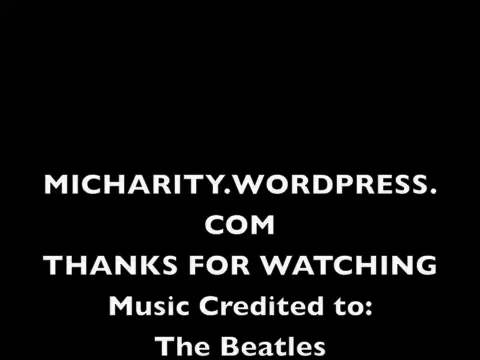 MICHARITY.WORDPRESS.
COM
THANKS FOR WATCHING
Music Credited to:
The Beatles